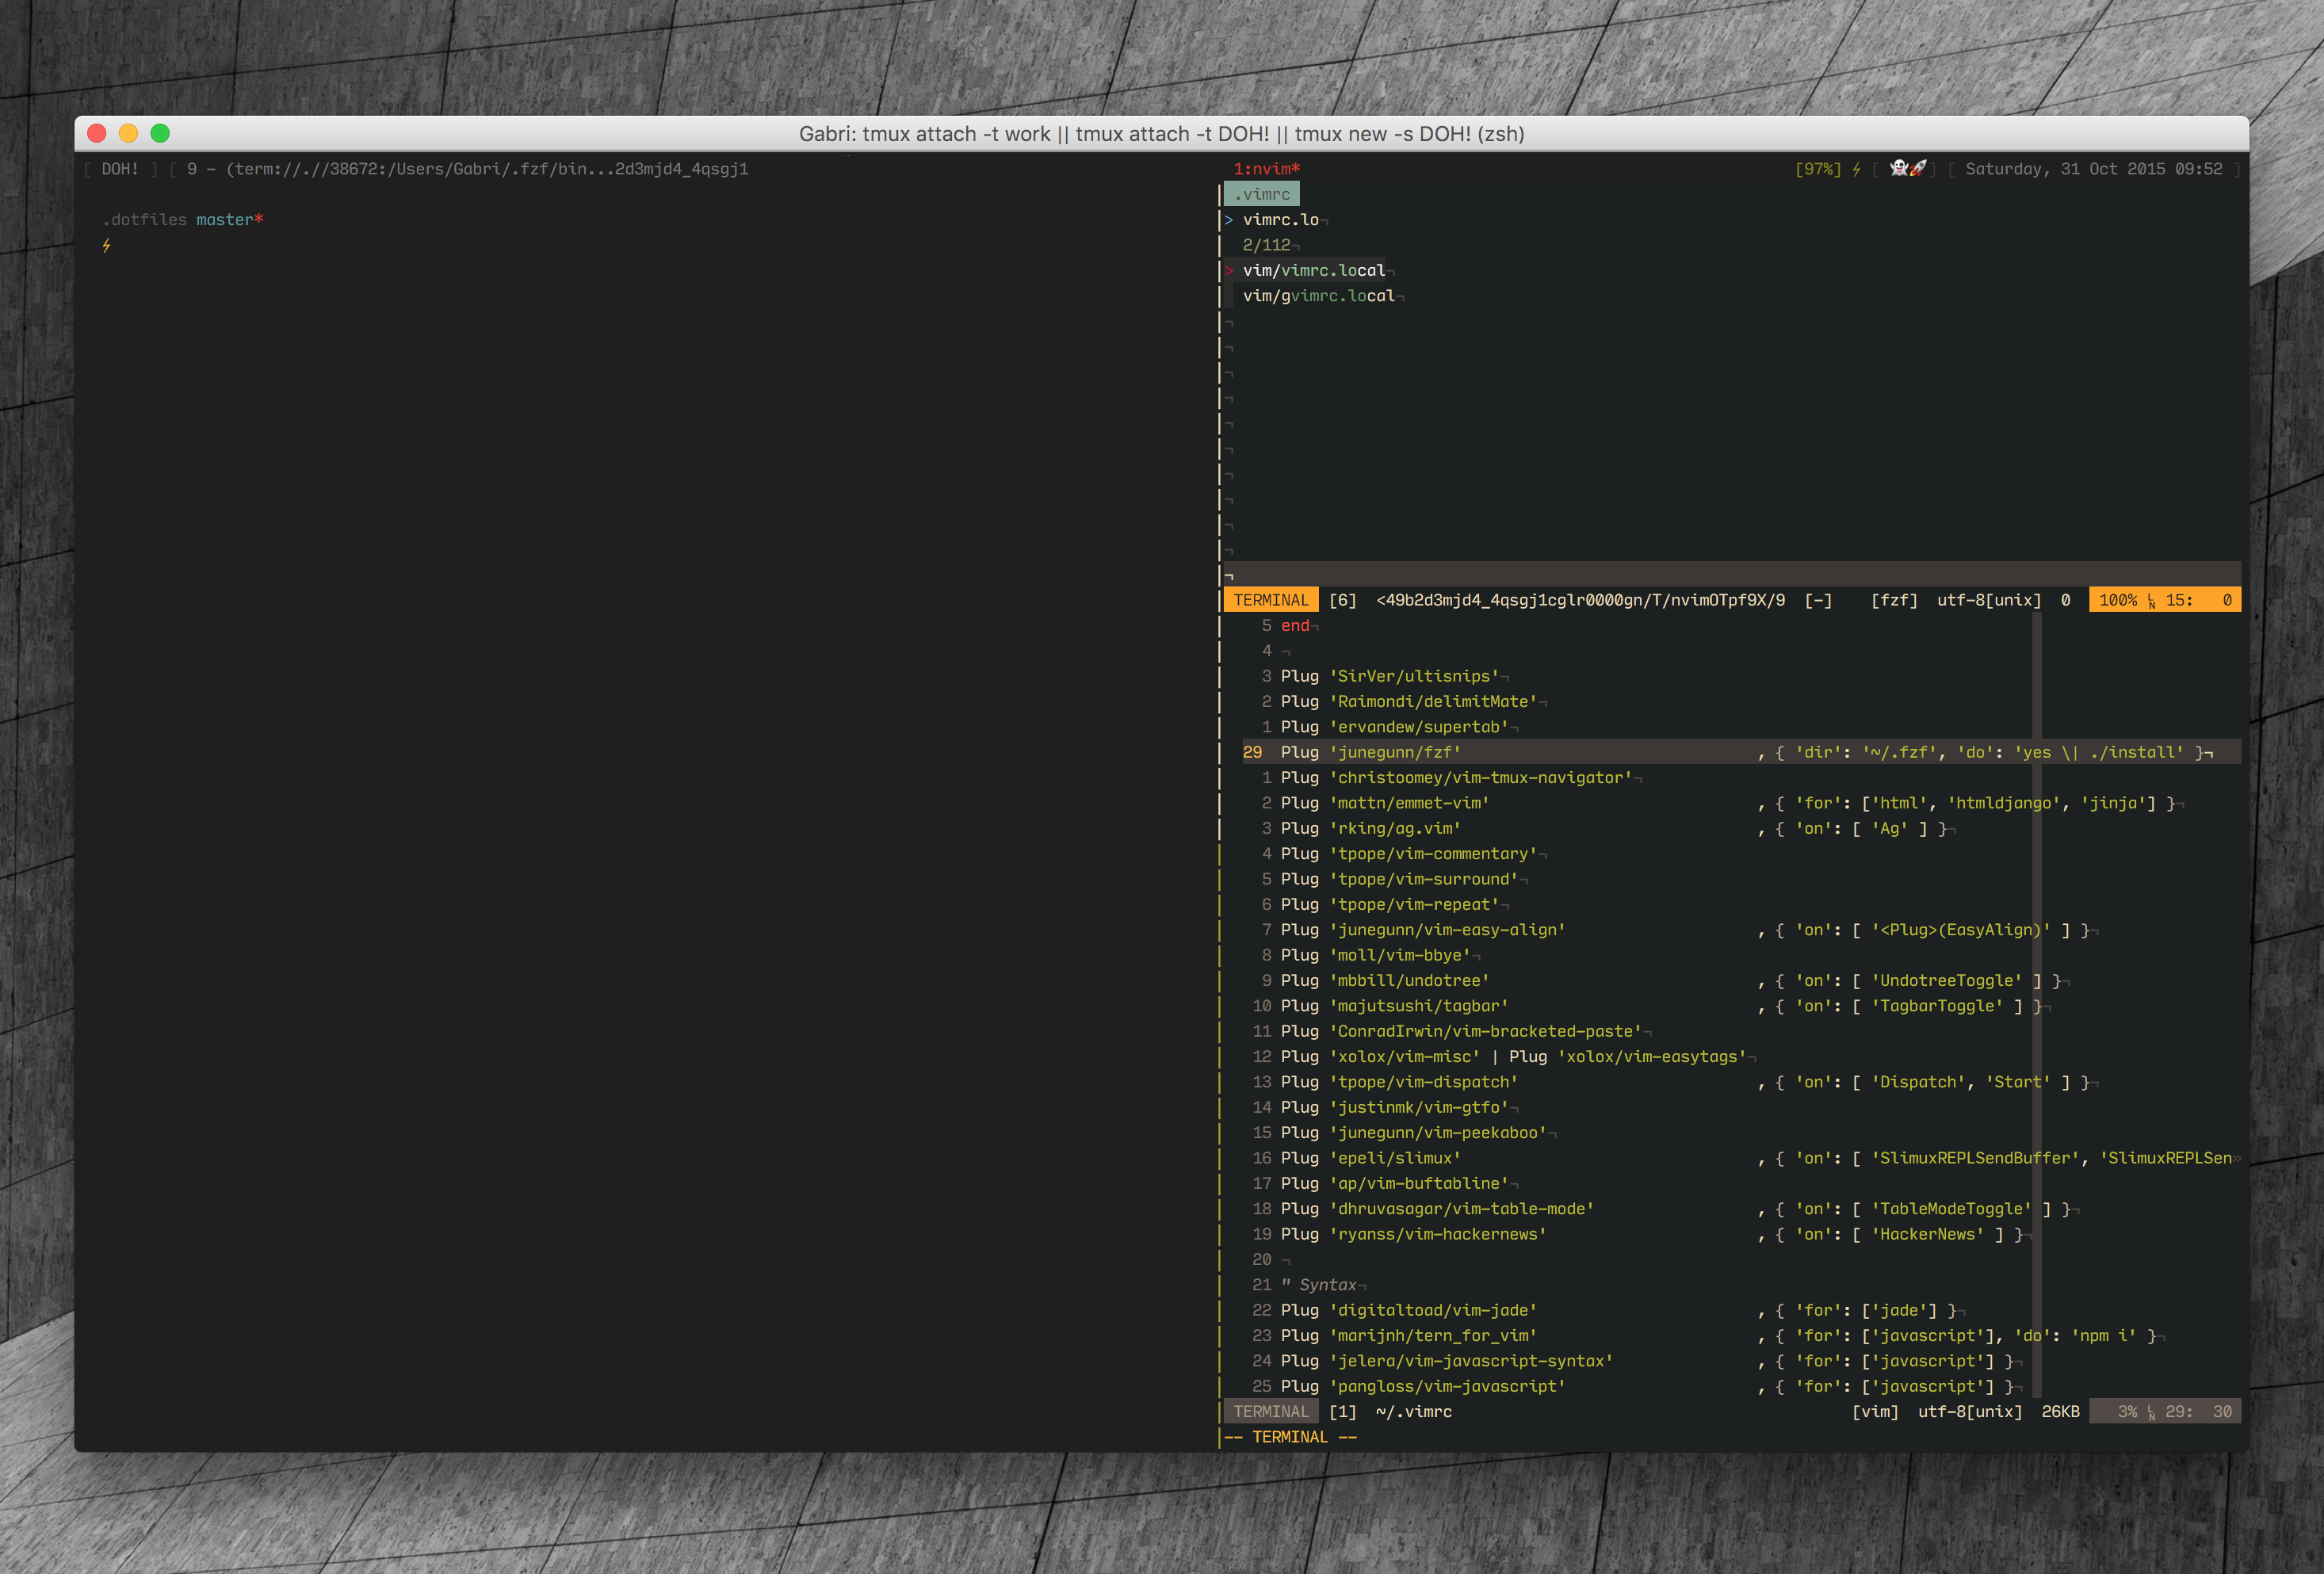 Gabri: tmux attach -t work || tmux attach -t DOH! || tmux new -s DOH! (zsh)
[ DOH! ] [ 9 - (term://.//38672:/Users/Gabri/.fzf/bin...2d3mjd4_4qsgj1 1:nvim* [97%] ⚡ [ 👻🚀] [ Saturday, 31 Oct 2015 09:52 ]
.dotfiles master*
⚡
.vimrc
> vimrc.lo¬
2/112¬
> vim/vimrc.local¬
vim/gvimrc.local¬
¬
¬
¬
¬
¬
¬
¬
¬
¬
¬
¬
TERMINAL [6] <49b2d3mjd4_4qsgj1cglr0000gn/T/nvimOTpf9X/9 [-] [fzf] utf-8[unix] 0 100% ␤ 15: 0
5 end¬
4 ¬
3 Plug 'SirVer/ultisnips'¬
2 Plug 'Raimondi/delimitMate'¬
1 Plug 'ervandew/supertab'¬
29 Plug 'junegunn/fzf' , { 'dir': '~/.fzf', 'do': 'yes \| ./install' }¬
1 Plug 'christoomey/vim-tmux-navigator'¬
2 Plug 'mattn/emmet-vim' , { 'for': ['html', 'htmldjango', 'jinja'] }¬
3 Plug 'rking/ag.vim' , { 'on': [ 'Ag' ] }¬
4 Plug 'tpope/vim-commentary'¬
5 Plug 'tpope/vim-surround'¬
6 Plug 'tpope/vim-repeat'¬
7 Plug 'junegunn/vim-easy-align' , { 'on': [ '<Plug>(EasyAlign)' ] }¬
8 Plug 'moll/vim-bbye'¬
9 Plug 'mbbill/undotree' , { 'on': [ 'UndotreeToggle' ] }¬
10 Plug 'majutsushi/tagbar' , { 'on': [ 'TagbarToggle' ] }¬
11 Plug 'ConradIrwin/vim-bracketed-paste'¬
12 Plug 'xolox/vim-misc' | Plug 'xolox/vim-easytags'¬
13 Plug 'tpope/vim-dispatch' , { 'on': [ 'Dispatch', 'Start' ] }¬
14 Plug 'justinmk/vim-gtfo'¬
15 Plug 'junegunn/vim-peekaboo'¬
16 Plug 'epeli/slimux' , { 'on': [ 'SlimuxREPLSendBuffer', 'SlimuxREPLSen»
17 Plug 'ap/vim-buftabline'¬
18 Plug 'dhruvasagar/vim-table-mode' , { 'on': [ 'TableModeToggle' ] }¬
19 Plug 'ryanss/vim-hackernews' , { 'on': [ 'HackerNews' ] }¬
20 ¬
21 " Syntax¬
22 Plug 'digitaltoad/vim-jade' , { 'for': ['jade'] }¬
23 Plug 'marijnh/tern_for_vim' , { 'for': ['javascript'], 'do': 'npm i' }¬
24 Plug 'jelera/vim-javascript-syntax' , { 'for': ['javascript'] }¬
25 Plug 'pangloss/vim-javascript' , { 'for': ['javascript'] }¬
TERMINAL [1] ~/.vimrc [vim] utf-8[unix] 26KB 3% ␤ 29: 30
-- TERMINAL --